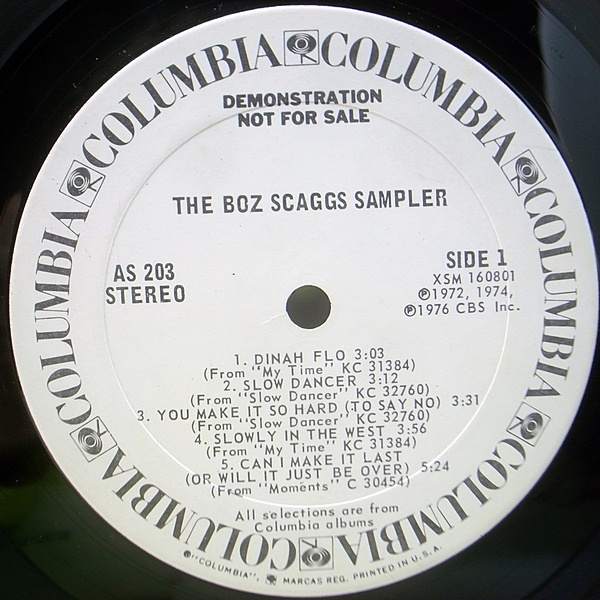 COLUMBIA COLUMBIA COLUMBIA COLUMBIA COLUMBIA COLUMBIA COLUMBIA COLUMBIA
DEMONSTRATION
NOT FOR SALE
THE BOZ SCAGGS SAMPLER
AS 203
STEREO
SIDE 1
XSM 160801
Ⓟ1972, 1974,
Ⓟ1976 CBS Inc.
1. DINAH FLO 3:03
(From "My Time" KC 31384)
2. SLOW DANCER 3:12
(From "Slow Dancer" KC 32760)
3. YOU MAKE IT SO HARD (TO SAY NO) 3:31
(From "Slow Dancer" KC 32760)
4. SLOWLY IN THE WEST 3:56
(From "My Time" KC 31384)
5. CAN I MAKE IT LAST
(OR WILL IT JUST BE OVER) 5:24
(From "Moments" C 30454)
All selections are from
Columbia albums
® "COLUMBIA", MARCAS REG. PRINTED IN U.S.A.